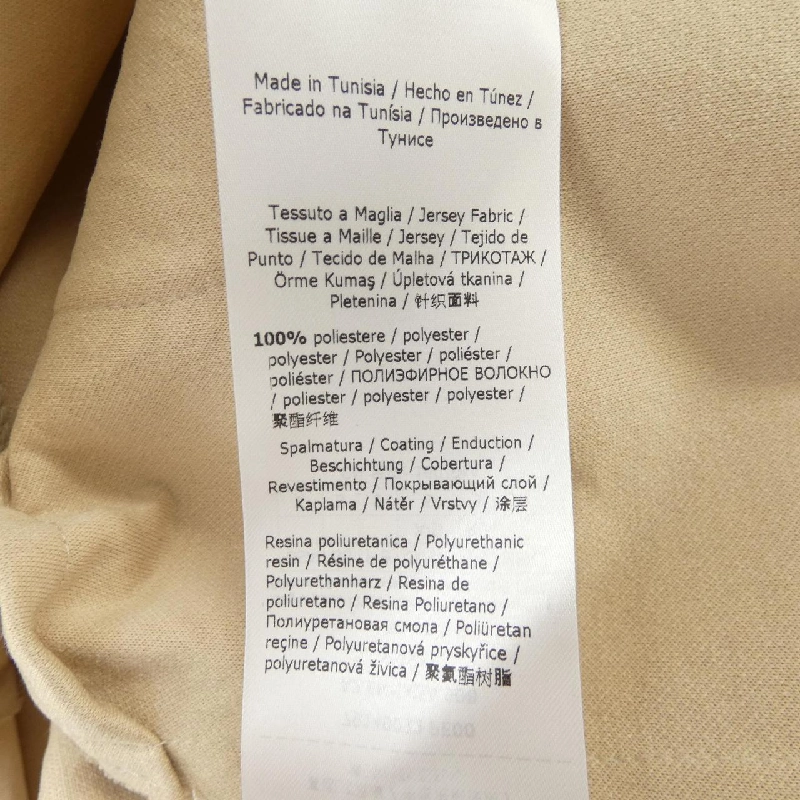 Made in Tunisia / Hecho en Túnez /
Fabricado na Tunísia / Произведено в
Тунисе
Tessuto a Maglia / Jersey Fabric /
Tissue a Maille / Jersey / Tejido de
Punto / Tecido de Malha / ТРИКОТАЖ /
Örme Kumaş / Úpletová tkanina /
Pletenina / 针织面料
100% poliestere / polyester /
polyester / Polyester / poliéster /
poliéster / ПОЛИЭФИРНОЕ ВОЛОКНО
/ poliester / polyester / polyester /
聚酯纤维
Spalmatura / Coating / Enduction /
Beschichtung / Cobertura /
Revestimento / Покрывающий слой /
Kaplama / Nátěr / Vrstvy / 涂层
Resina poliuretanica / Polyurethanic
resin / Résine de polyuréthane /
Polyurethanharz / Resina de
poliuretano / Resina Poliuretano /
Полиуретановая смола / Poliüretan
reçine / Polyuretanová pryskyřice /
polyuretanová živica / 聚氨酯树脂